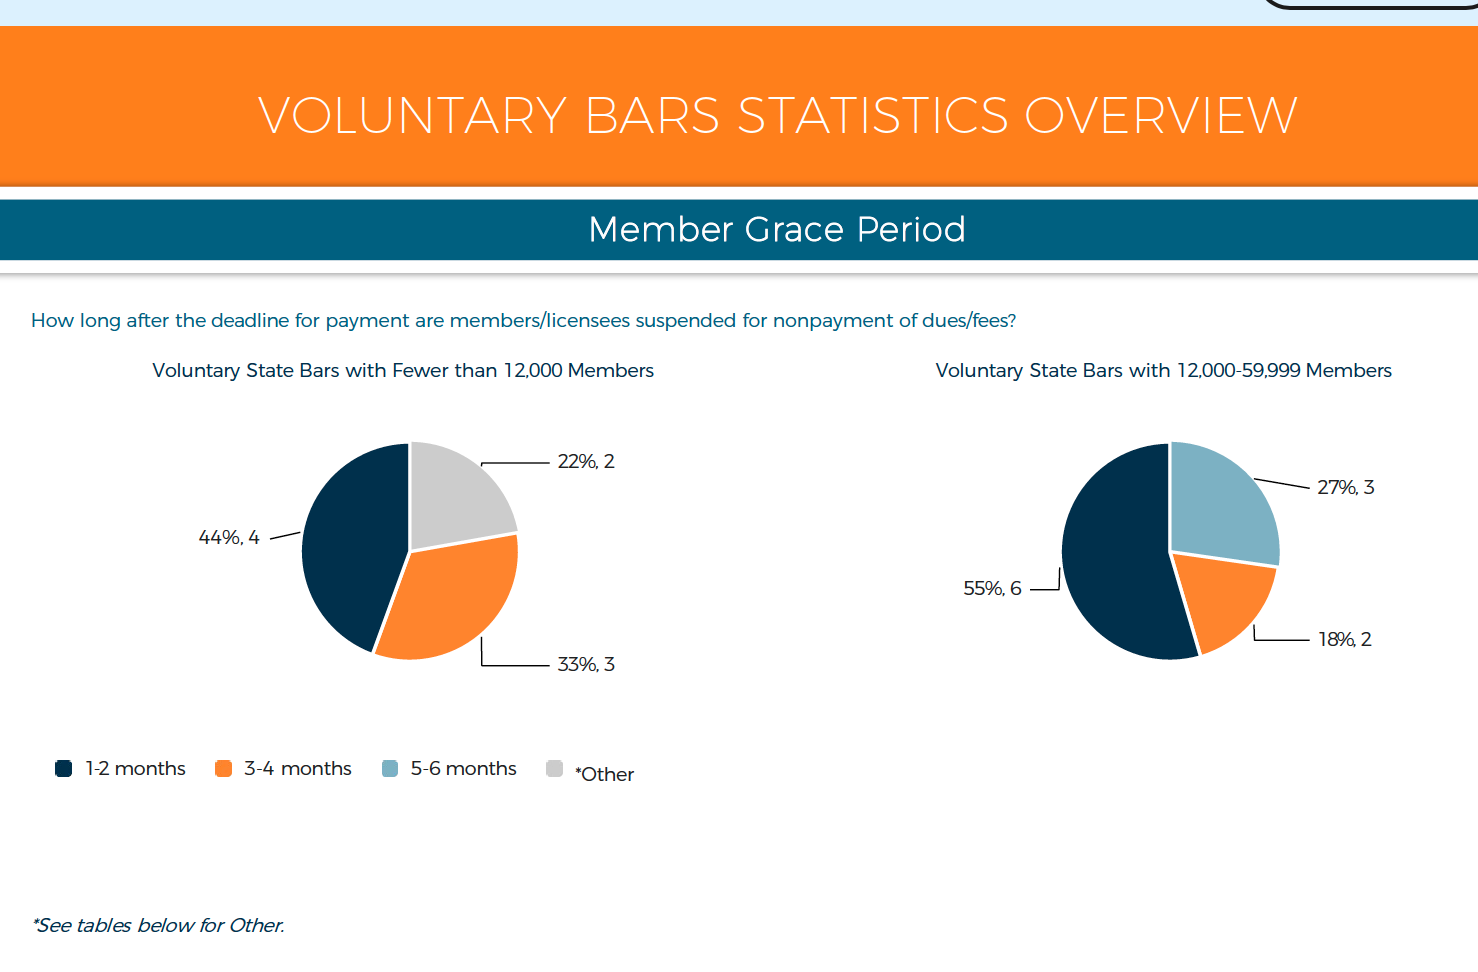 VOLUNTARY BARS STATISTICS OVERVIEW
Member Grace Period
How long after the deadline for payment are members/licensees suspended for nonpayment of dues/fees?
Voluntary State Bars with Fewer than 12,000 Members
22%, 2
44%, 4
33%, 3
Voluntary State Bars with 12,000-59,999 Members
27%, 3
55%, 6
18%, 2
1-2 months
3-4 months
5-6 months
*Other
*See tables below for Other.